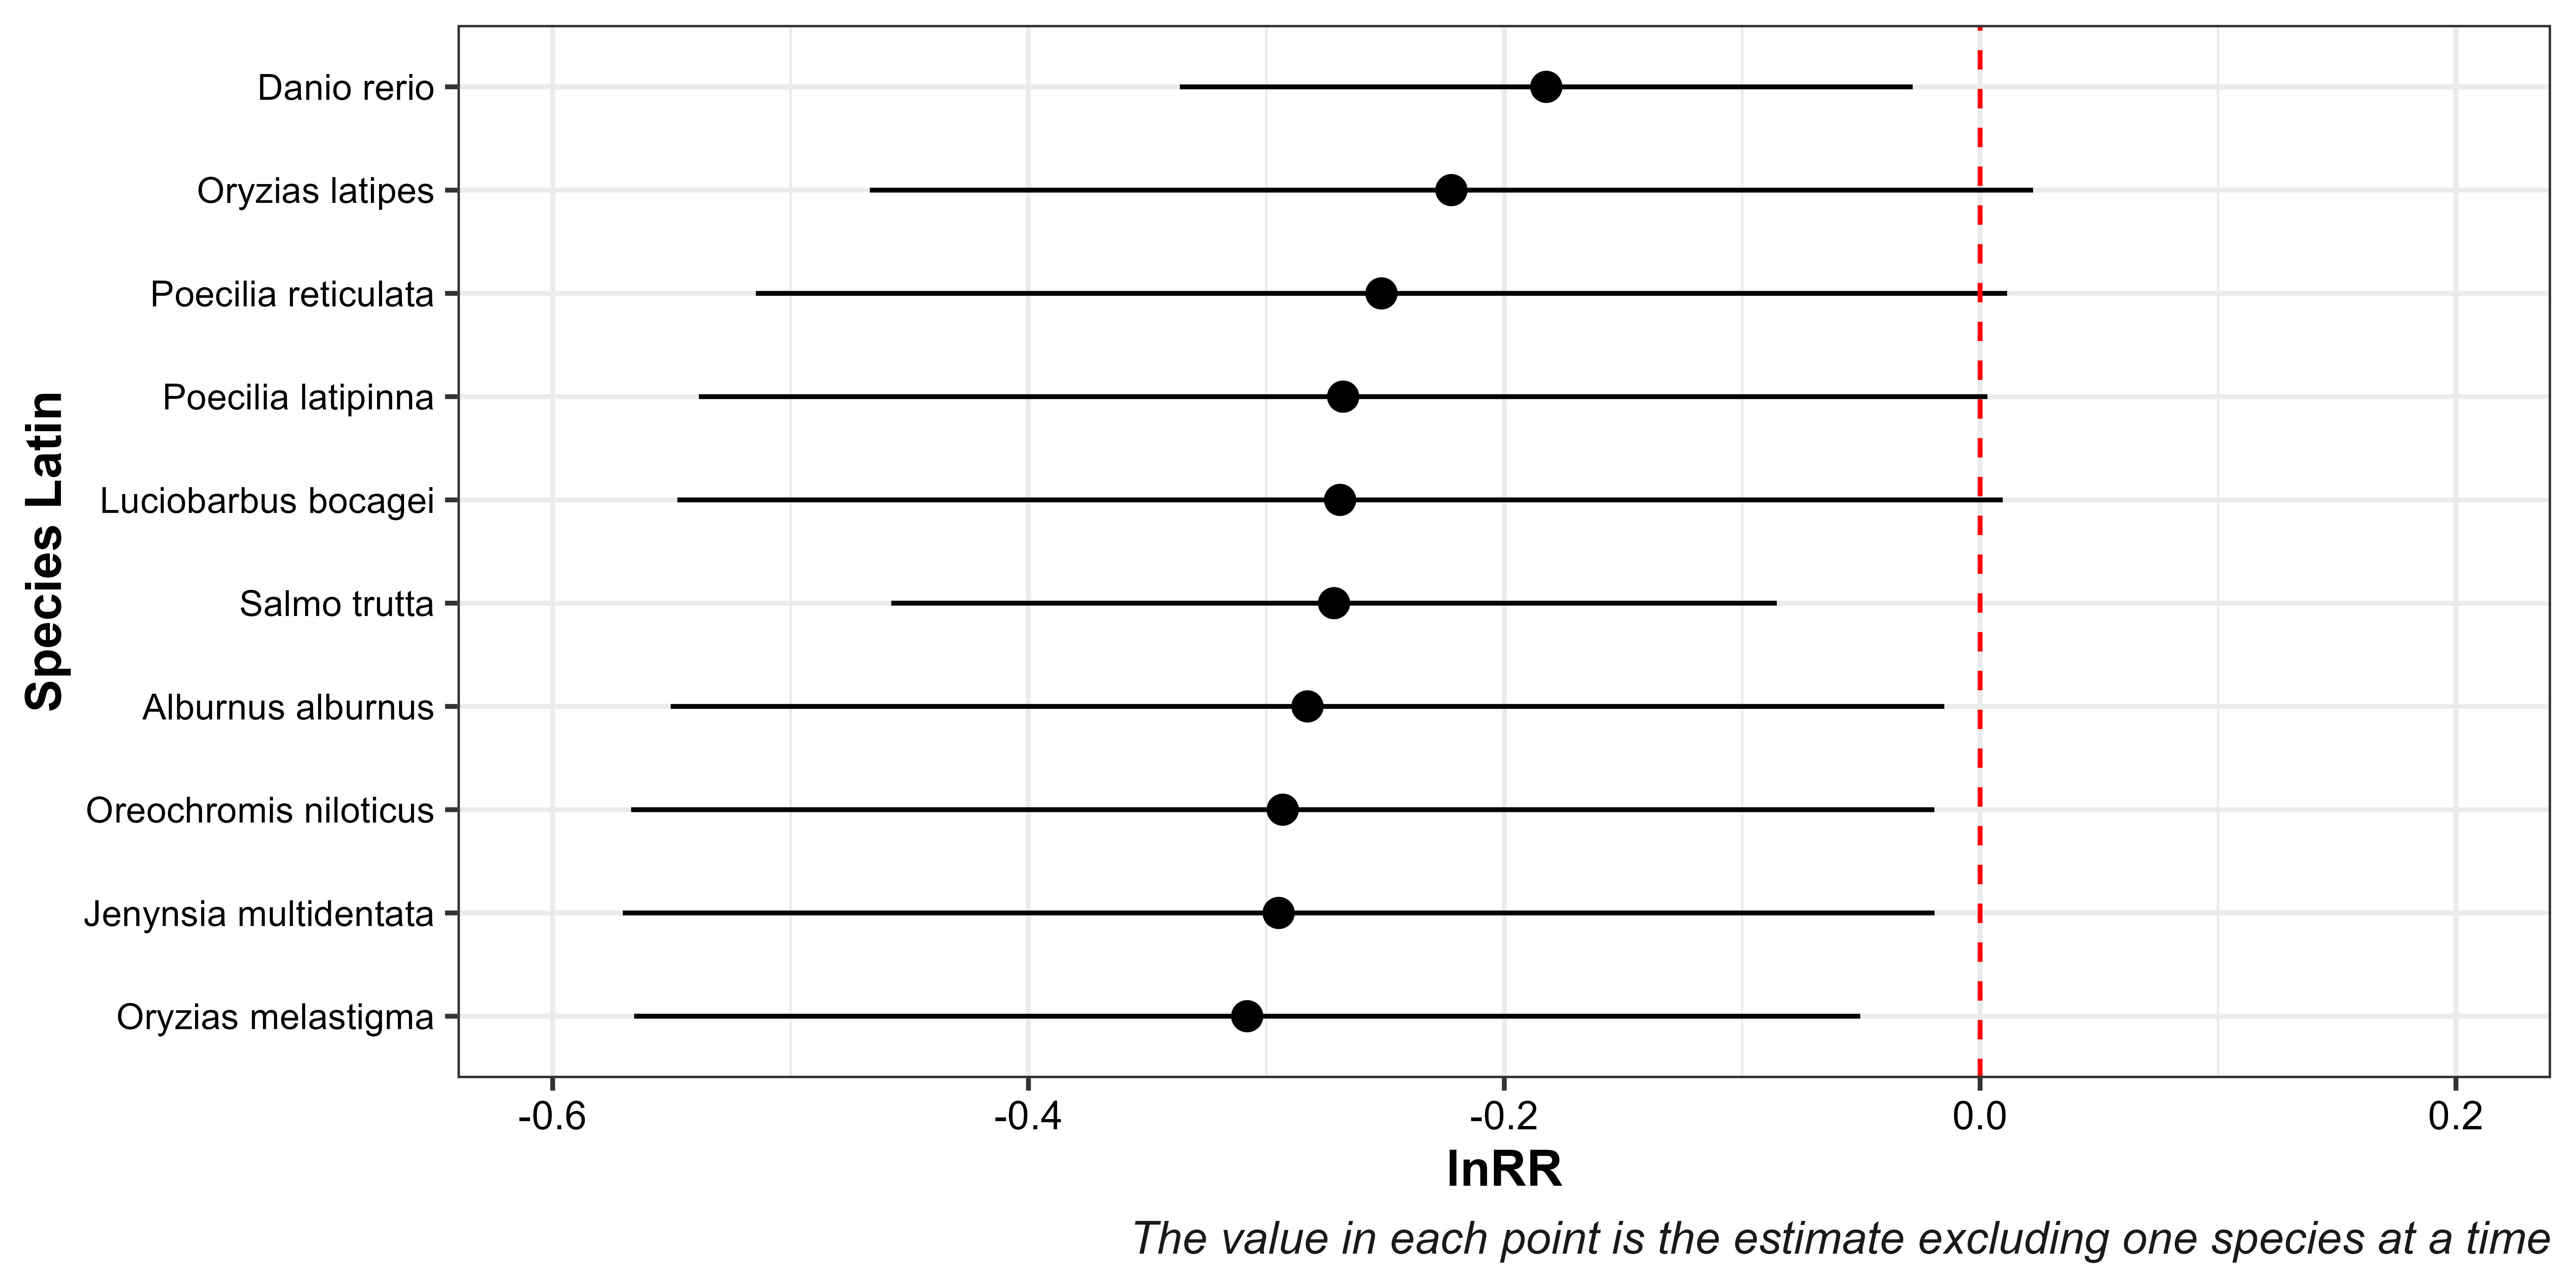 Species Latin
Danio rerio
Oryzias latipes
Poecilia reticulata
Poecilia latipinna
Luciobarbus bocagei
Salmo trutta
Alburnus alburnus
Oreochromis niloticus
Jenynsia multidentata
Oryzias melastigma
-0.6 -0.4 -0.2 0.0 0.2
lnRR
The value in each point is the estimate excluding one species at a time